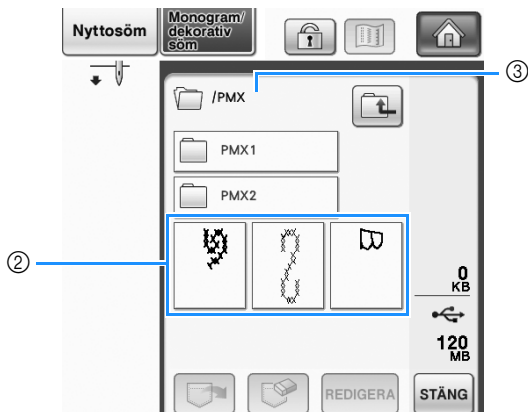 Nyttosöm
Monogram/
dekorativ
söm
③
/PMX
PMX1
PMX2
②
0
KB
120
MB
REDIGERA
STÄNG